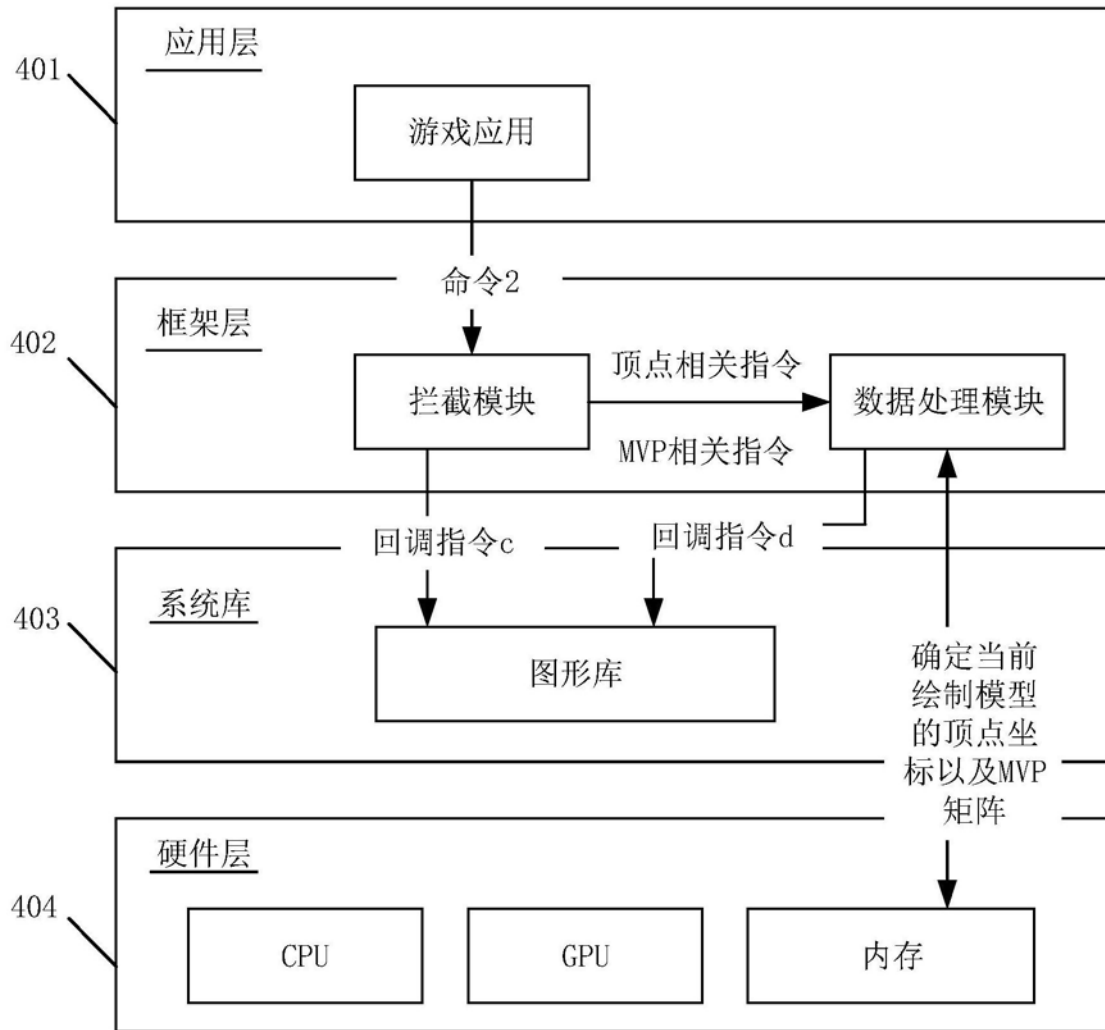 应用层
401
游戏应用
命令2
框架层
402
拦截模块
顶点相关指令
MVP相关指令
数据处理模块
回调指令c
回调指令d
系统库
403
图形库
确定当前
绘制模型
的顶点坐
标以及MVP
矩阵
硬件层
404
CPU
GPU
内存